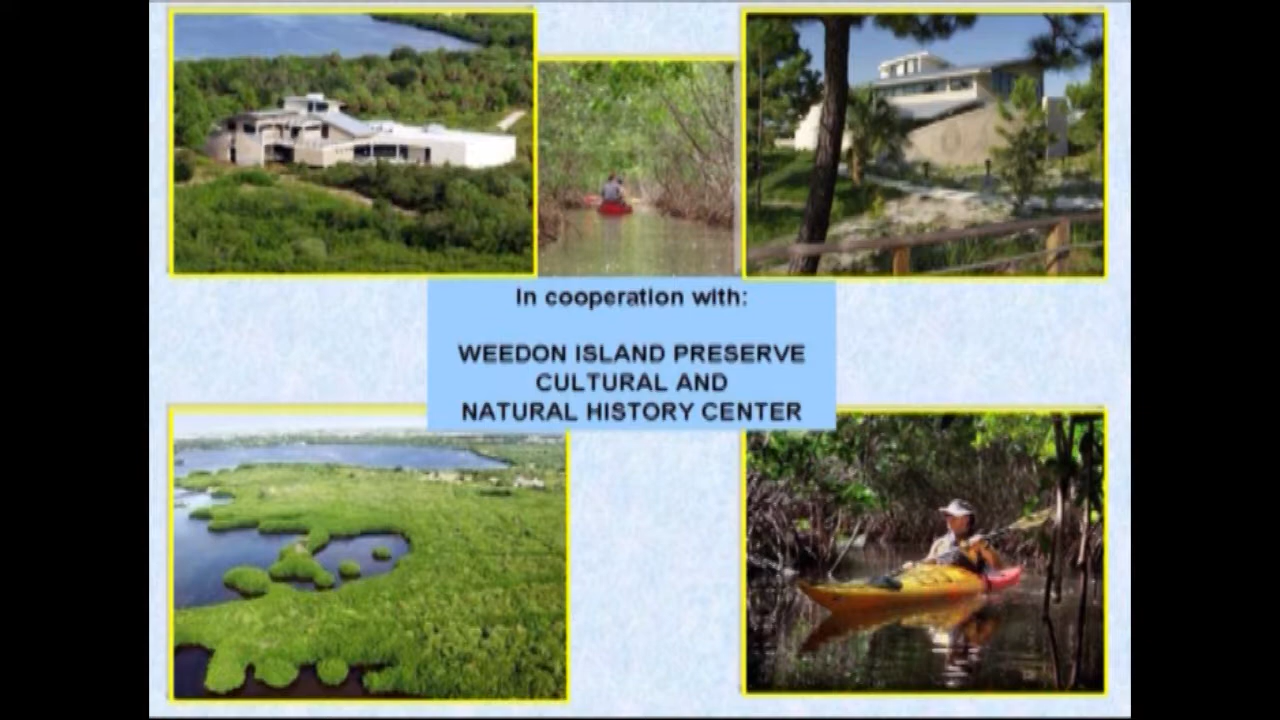 In cooperation with:
WEEDON ISLAND PRESERVE
CULTURAL AND
NATURAL HISTORY CENTER